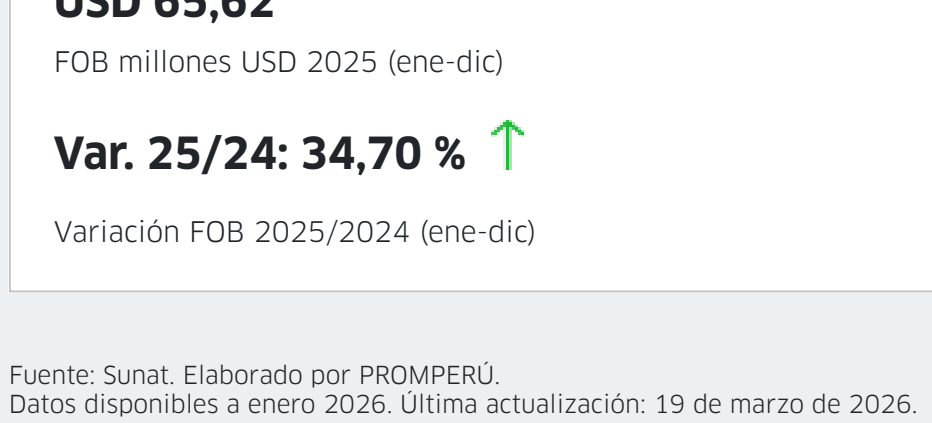 USD 65,62
FOB millones USD 2025 (ene-dic)
Var. 25/24: 34,70 %
Variación FOB 2025/2024 (ene-dic)
Fuente: Sunat. Elaborado por PROMPERÚ.
Datos disponibles a enero 2026. Última actualización: 19 de marzo de 2026.